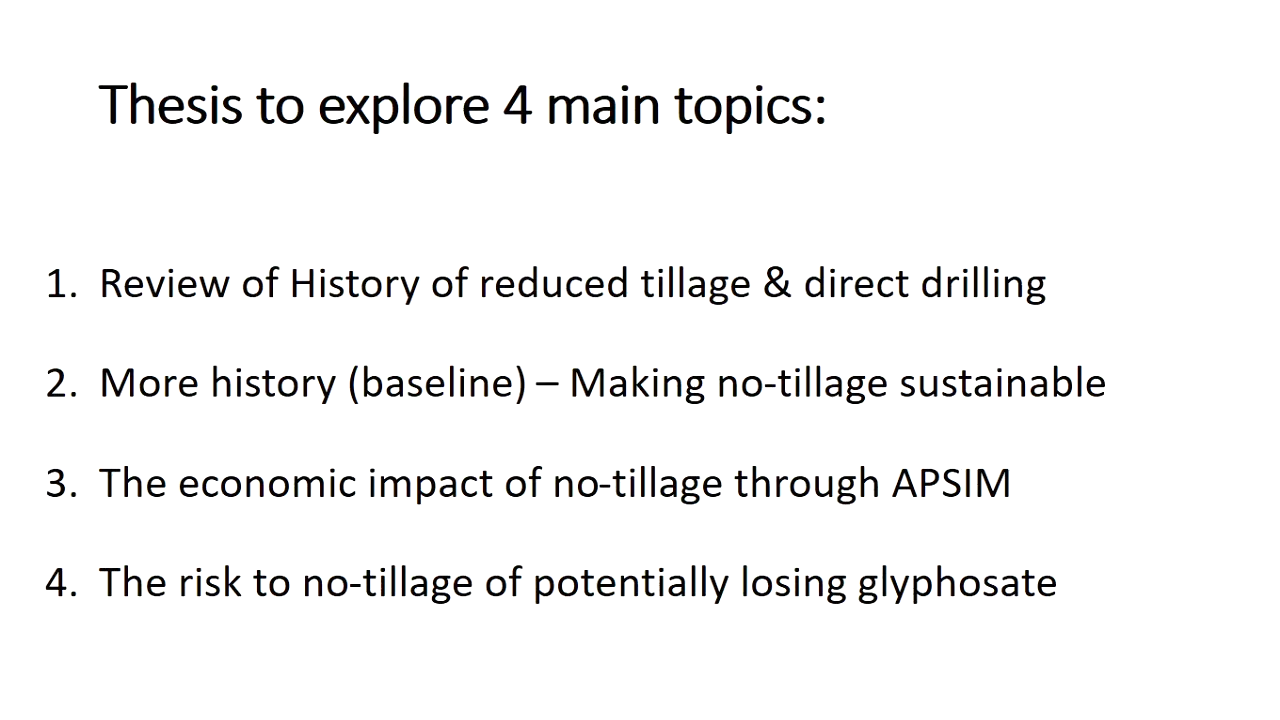 Thesis to explore 4 main topics:
1. Review of History of reduced tillage & direct drilling
2. More history (baseline) – Making no-tillage sustainable
3. The economic impact of no-tillage through APSIM
4. The risk to no-tillage of potentially losing glyphosate